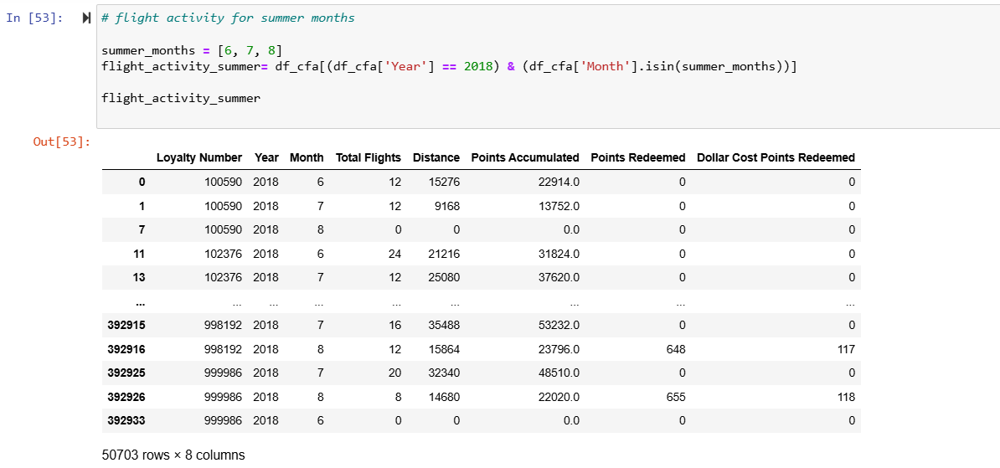 In [53]:
# flight activity for summer months
summer_months = [6, 7, 8]
flight_activity_summer= df_cfa[(df_cfa['Year'] == 2018) & (df_cfa['Month'].isin(summer_months))]
flight_activity_summer
Out[53]:
Loyalty Number Year Month Total Flights Distance Points Accumulated Points Redeemed Dollar Cost Points Redeemed
0 100590 2018 6 12 15276 22914.0 0 0
1 100590 2018 7 12 9168 13752.0 0 0
7 100590 2018 8 0 0 0.0 0 0
11 102376 2018 6 24 21216 31824.0 0 0
13 102376 2018 7 12 25080 37620.0 0 0
... ... ... ... ... ... ... ... ...
392915 998192 2018 7 16 35488 53232.0 0 0
392916 998192 2018 8 12 15864 23796.0 648 117
392925 999986 2018 7 20 32340 48510.0 0 0
392926 999986 2018 8 8 14680 22020.0 655 118
392933 999986 2018 6 0 0 0.0 0 0
50703 rows × 8 columns